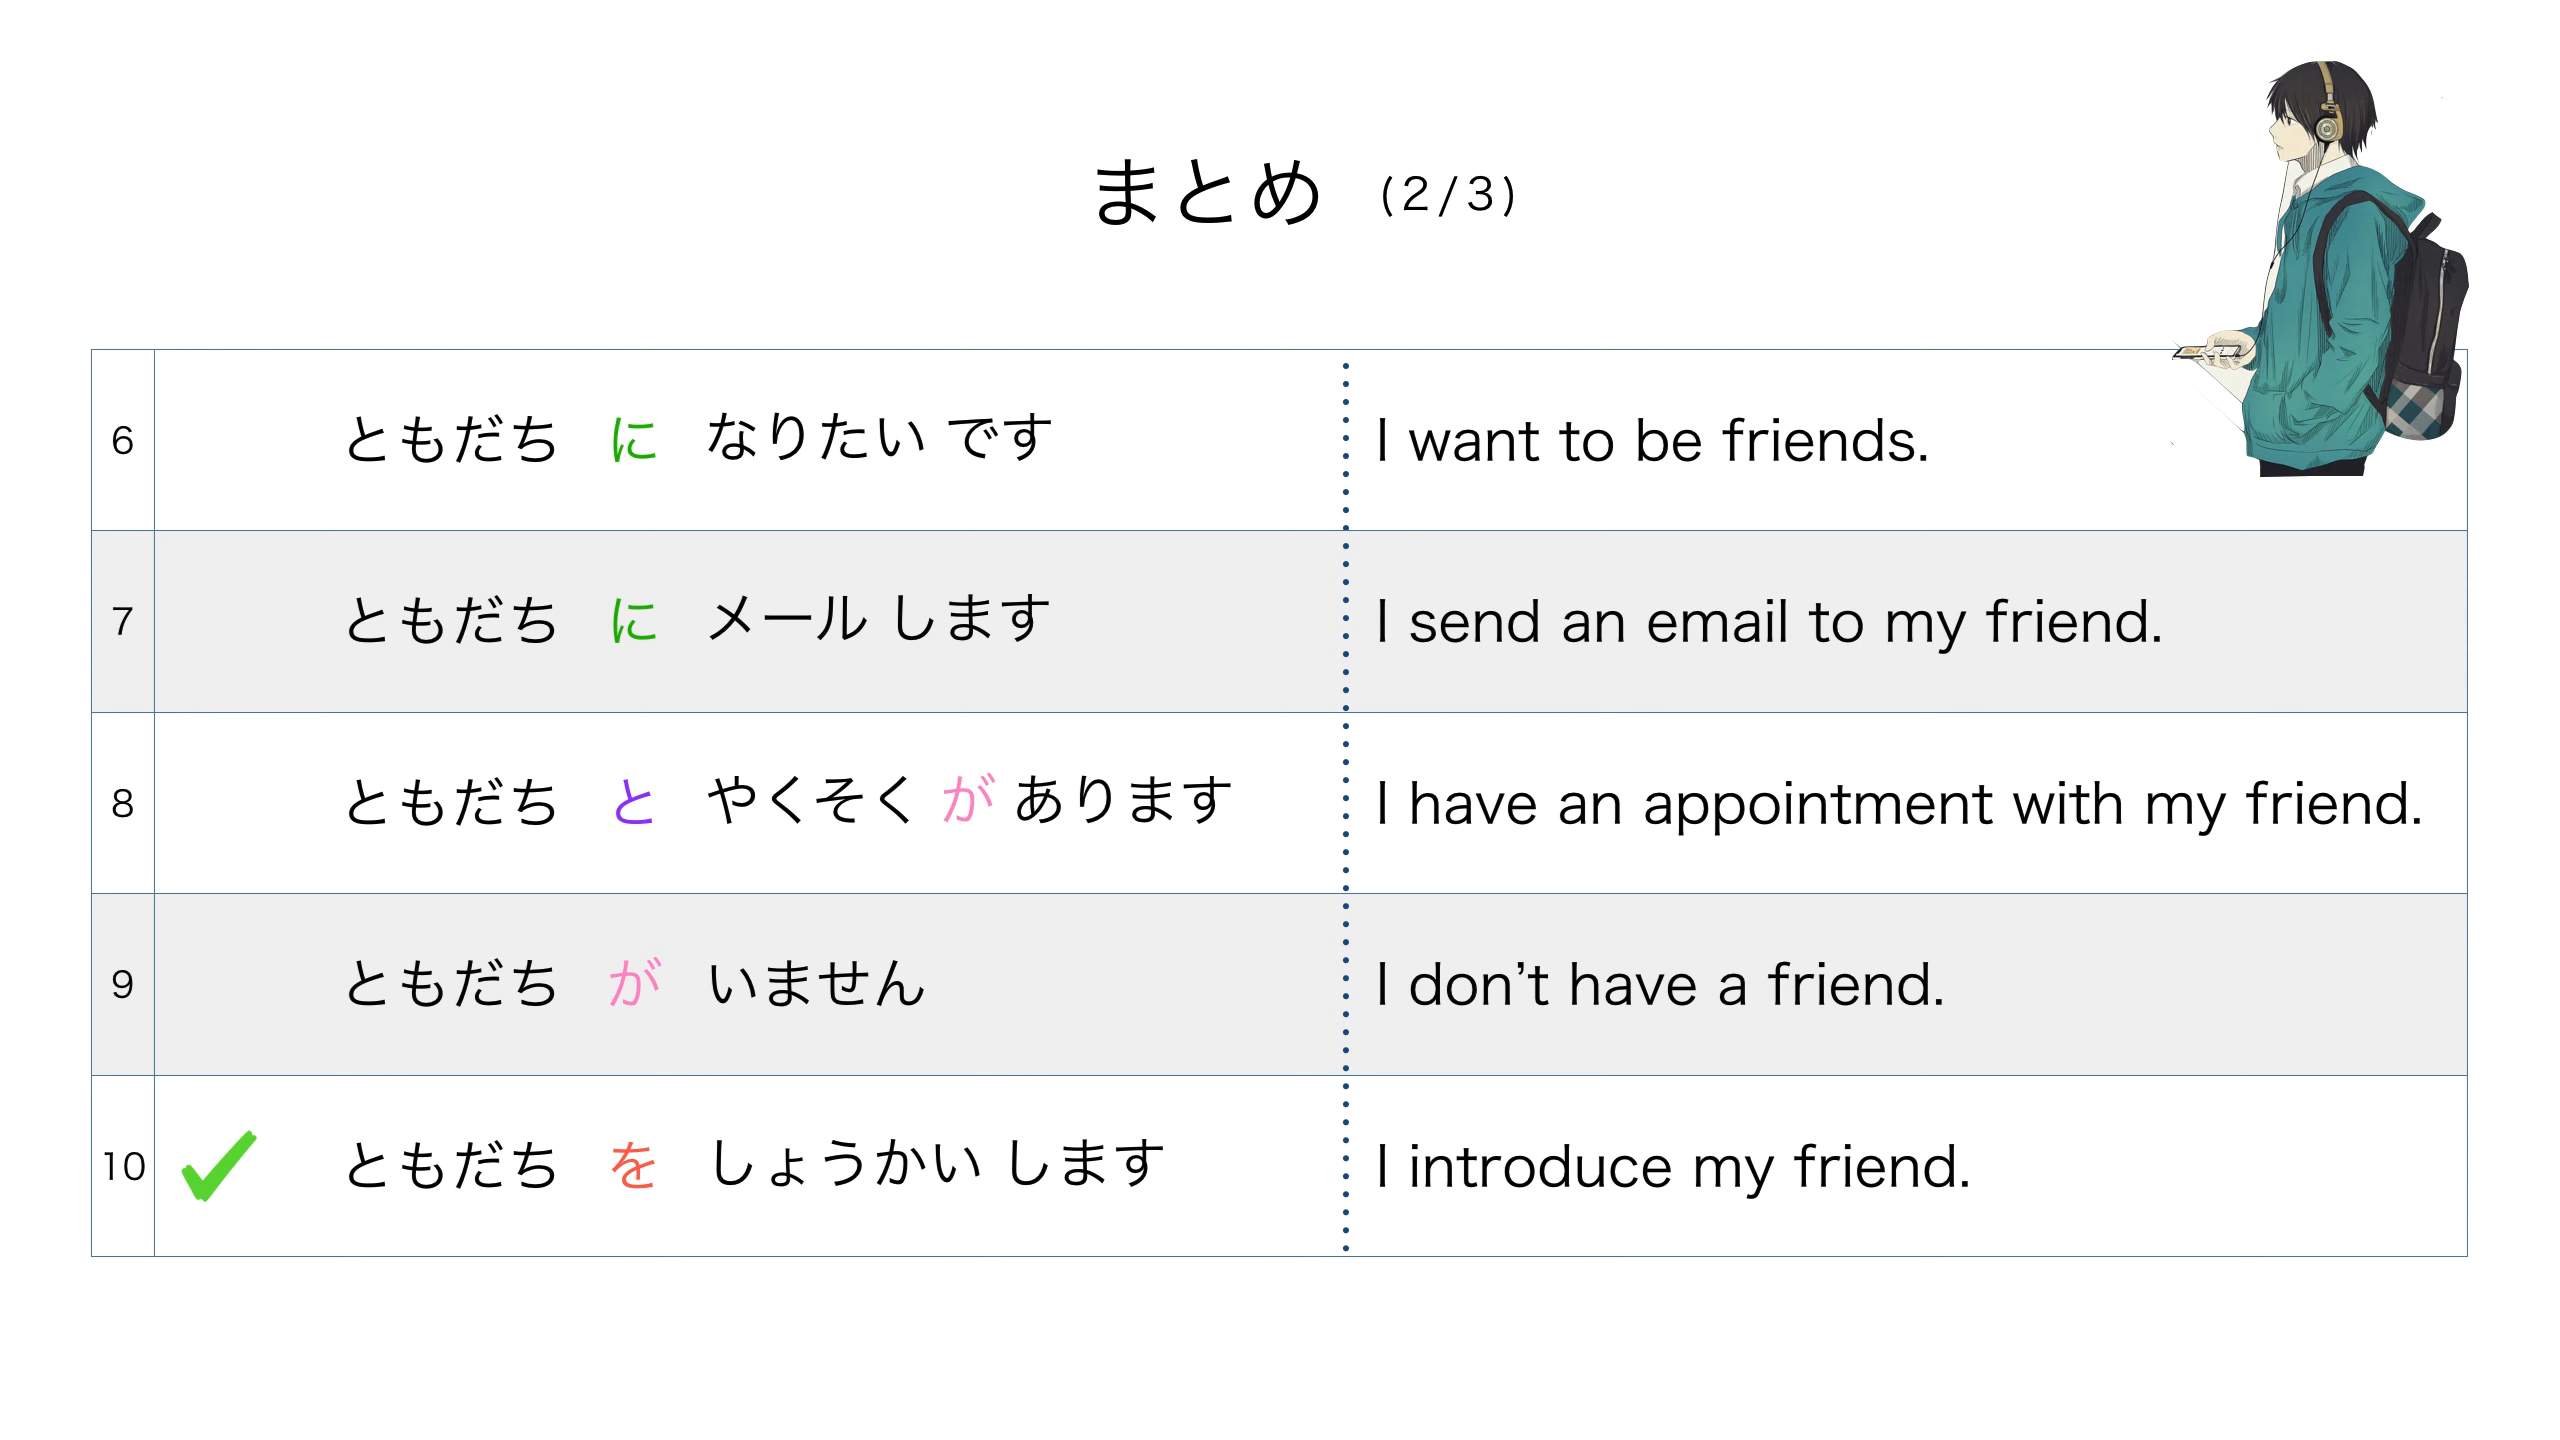 まとめ (2/3)
6 ともだち に なりたい です I want to be friends.
7 ともだち に メール します I send an email to my friend.
8 ともだち と やくそく が あります I have an appointment with my friend.
9 ともだち が いません I don't have a friend.
10 ともだち を しょうかい します I introduce my friend.